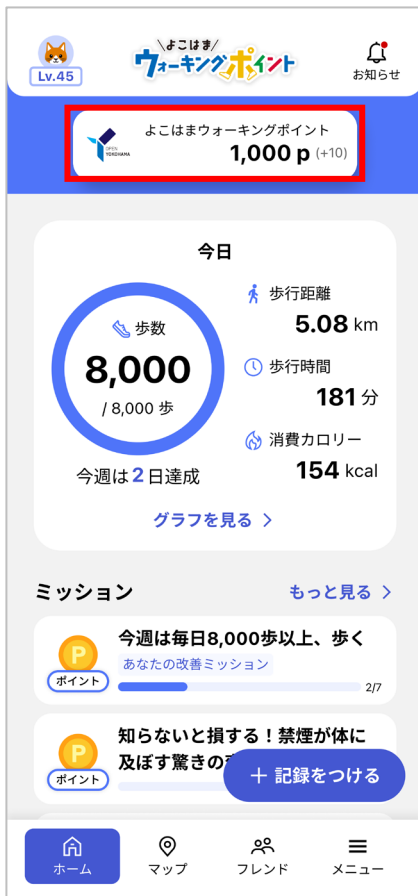 Lv.45
よこはま
ウォーキングポイント
お知らせ
OPEN
YOKOHAMA
よこはまウォーキングポイント
1,000 p (+10)
今日
歩数
8,000
/ 8,000 歩
今週は2日達成
歩行距離
5.08 km
歩行時間
181 分
消費カロリー
154 kcal
グラフを見る
ミッション
もっと見る
P
ポイント
今週は毎日8,000歩以上、歩く
あなたの改善ミッション
2/7
P
ポイント
知らないと損する！禁煙が体に
及ぼす驚きの
＋ 記録をつける
ホーム
マップ
フレンド
メニュー